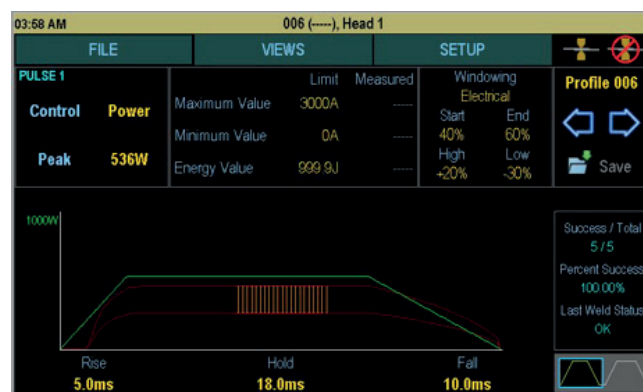 03:58 AM 006 (-----), Head 1
FILE VIEWS SETUP
PULSE 1
Control Power
Peak 536W
Limit Measured
Maximum Value 3000A -----
Minimum Value 0A -----
Energy Value 999.9J -----
Windowing
Electrical
Start End
40% 60%
High Low
+20% -30%
Profile 006
Save
1000W
Rise Hold Fall
5.0ms 18.0ms 10.0ms
Success / Total
5 / 5
Percent Success
100.00%
Last Weld Status
OK